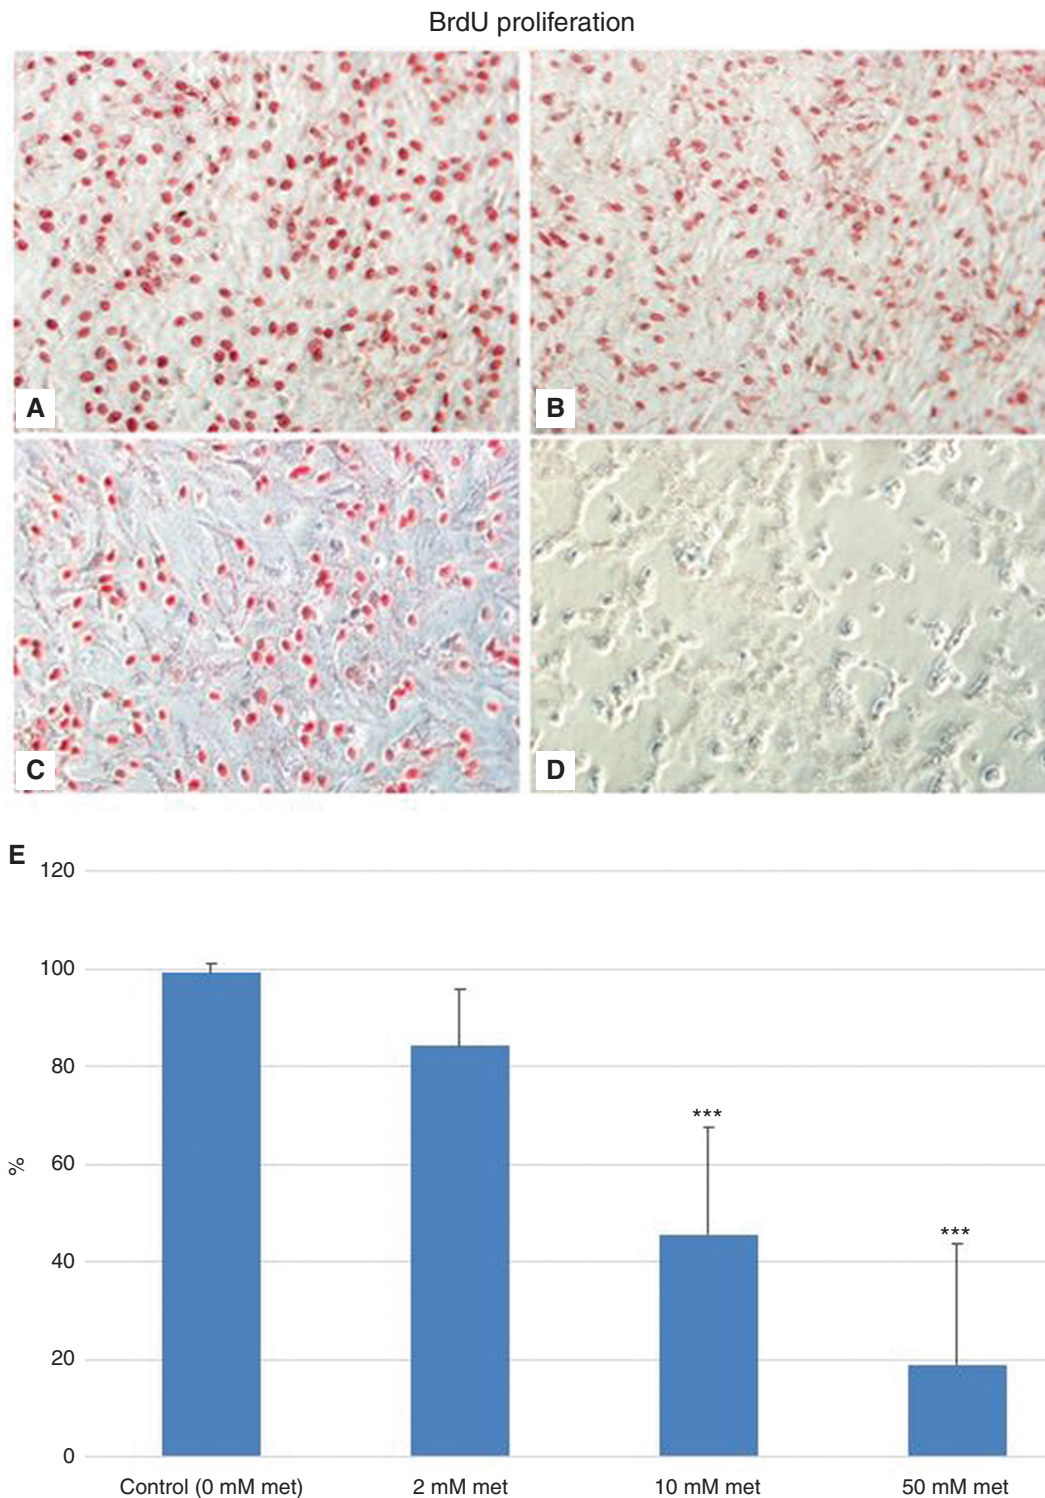 BrdU proliferation
A
B
C
D
E
120
100
80
60
40
20
0
%
***
***
Control (0 mM met)
2 mM met
10 mM met
50 mM met